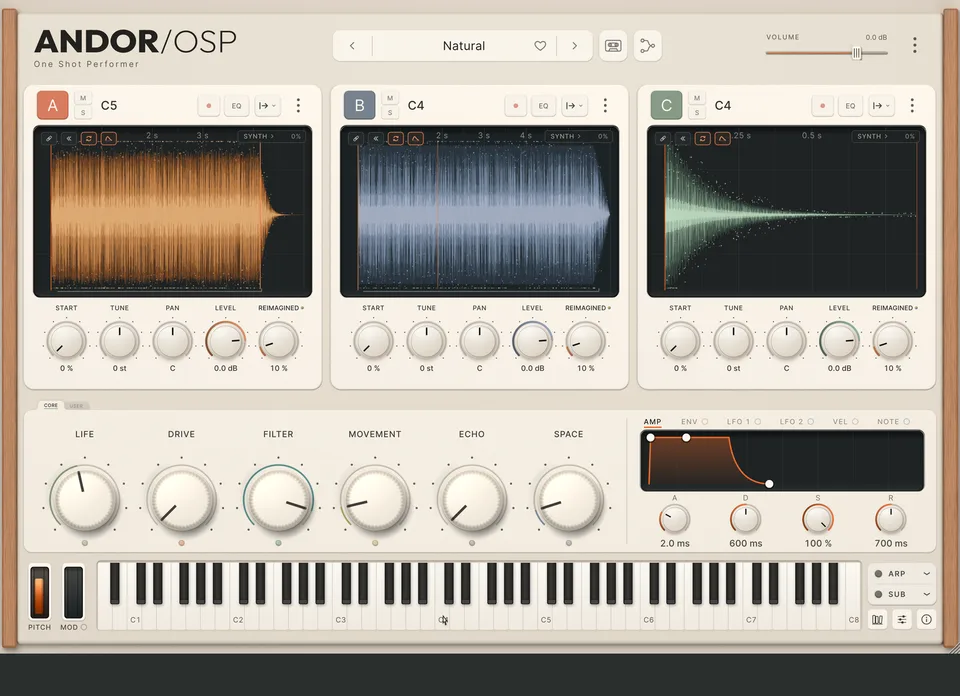 ANDOR/OSP
One Shot Performer
Natural
VOLUME 0.0 dB
A M S C5 EQ
B M S C4 EQ
C M S C4 EQ
2 s 3 s SYNTH 0%
2 s 3 s 4 s SYNTH 0%
.25 s 0.5 s SYNTH 0%
START TUNE PAN LEVEL REIMAGINED
START TUNE PAN LEVEL REIMAGINED
START TUNE PAN LEVEL REIMAGINED
0 % 0 st C 0.0 dB 10 %
0 % 0 st C 0.0 dB 10 %
0 % 0 st C 0.0 dB 10 %
CORE USER
LIFE DRIVE FILTER MOVEMENT ECHO SPACE
AMP ENV LFO 1 LFO 2 VEL NOTE
A D S R
2.0 ms 600 ms 100 % 700 ms
PITCH MOD
C1 C2 C3 C5 C6 C7 C8
ARP
SUB